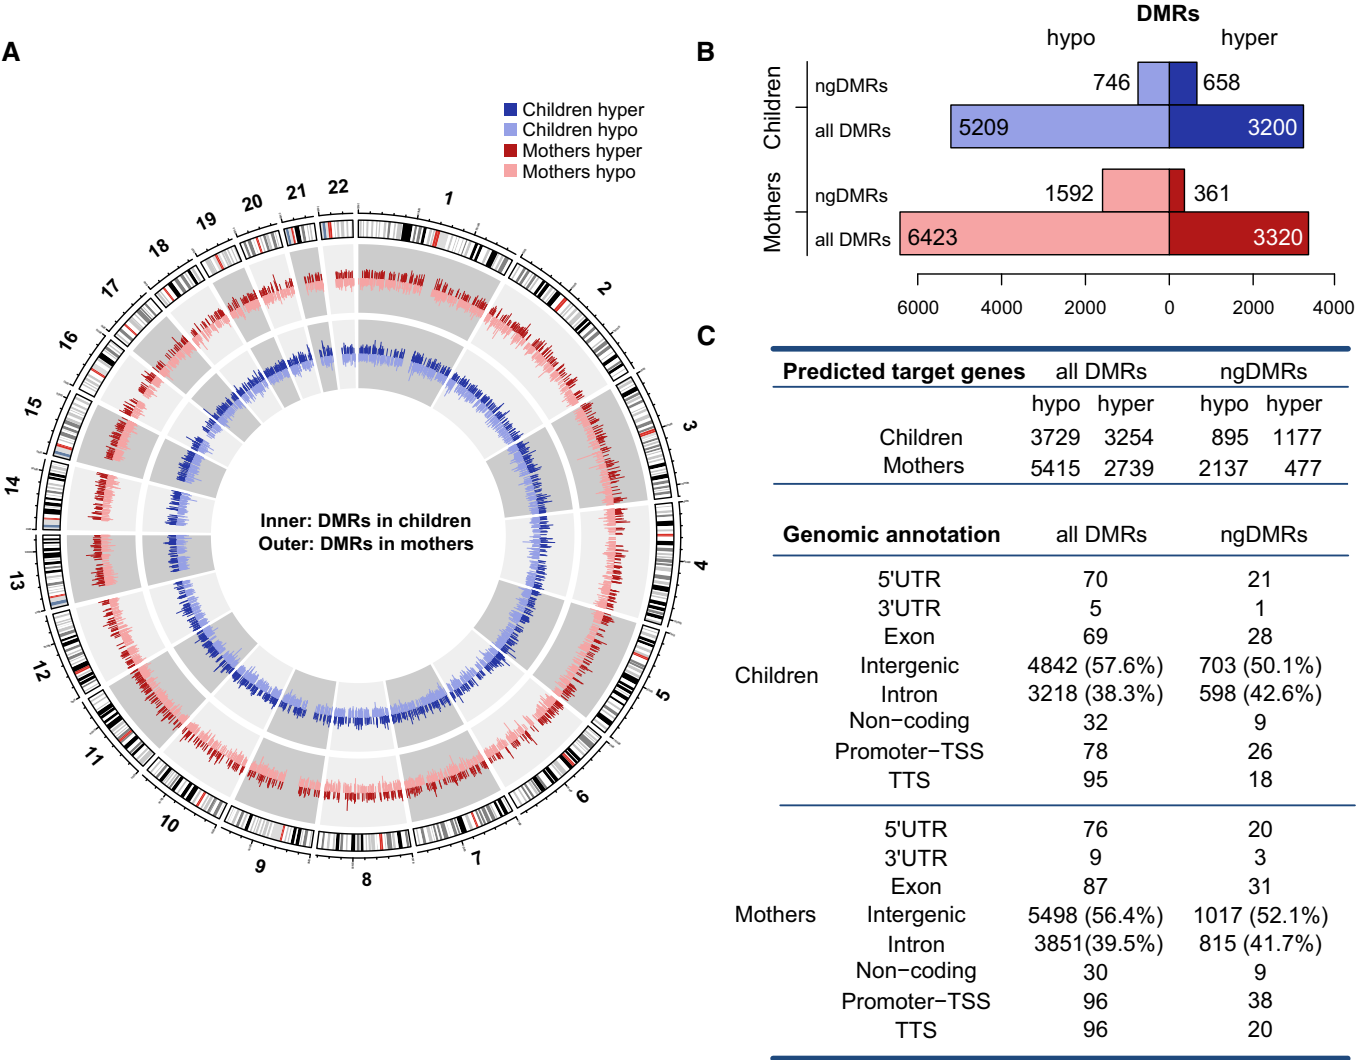 A
Children hyper
Children hypo
Mothers hyper
Mothers hypo
1
2
3
4
5
6
7
8
9
10
11
12
13
14
15
16
17
18
19
20
21
22
Inner: DMRs in children
Outer: DMRs in mothers
B
DMRs
hypo hyper
Children
ngDMRs 746 658
all DMRs 5209 3200
Mothers
ngDMRs 1592 361
all DMRs 6423 3320
6000 4000 2000 0 2000 4000
C
Predicted target genes all DMRs ngDMRs
hypo hyper hypo hyper
Children 3729 3254 895 1177
Mothers 5415 2739 2137 477
Genomic annotation all DMRs ngDMRs
Children
5'UTR 70 21
3'UTR 5 1
Exon 69 28
Intergenic 4842 (57.6%) 703 (50.1%)
Intron 3218 (38.3%) 598 (42.6%)
Non−coding 32 9
Promoter−TSS 78 26
TTS 95 18
Mothers
5'UTR 76 20
3'UTR 9 3
Exon 87 31
Intergenic 5498 (56.4%) 1017 (52.1%)
Intron 3851(39.5%) 815 (41.7%)
Non−coding 30 9
Promoter−TSS 96 38
TTS 96 20